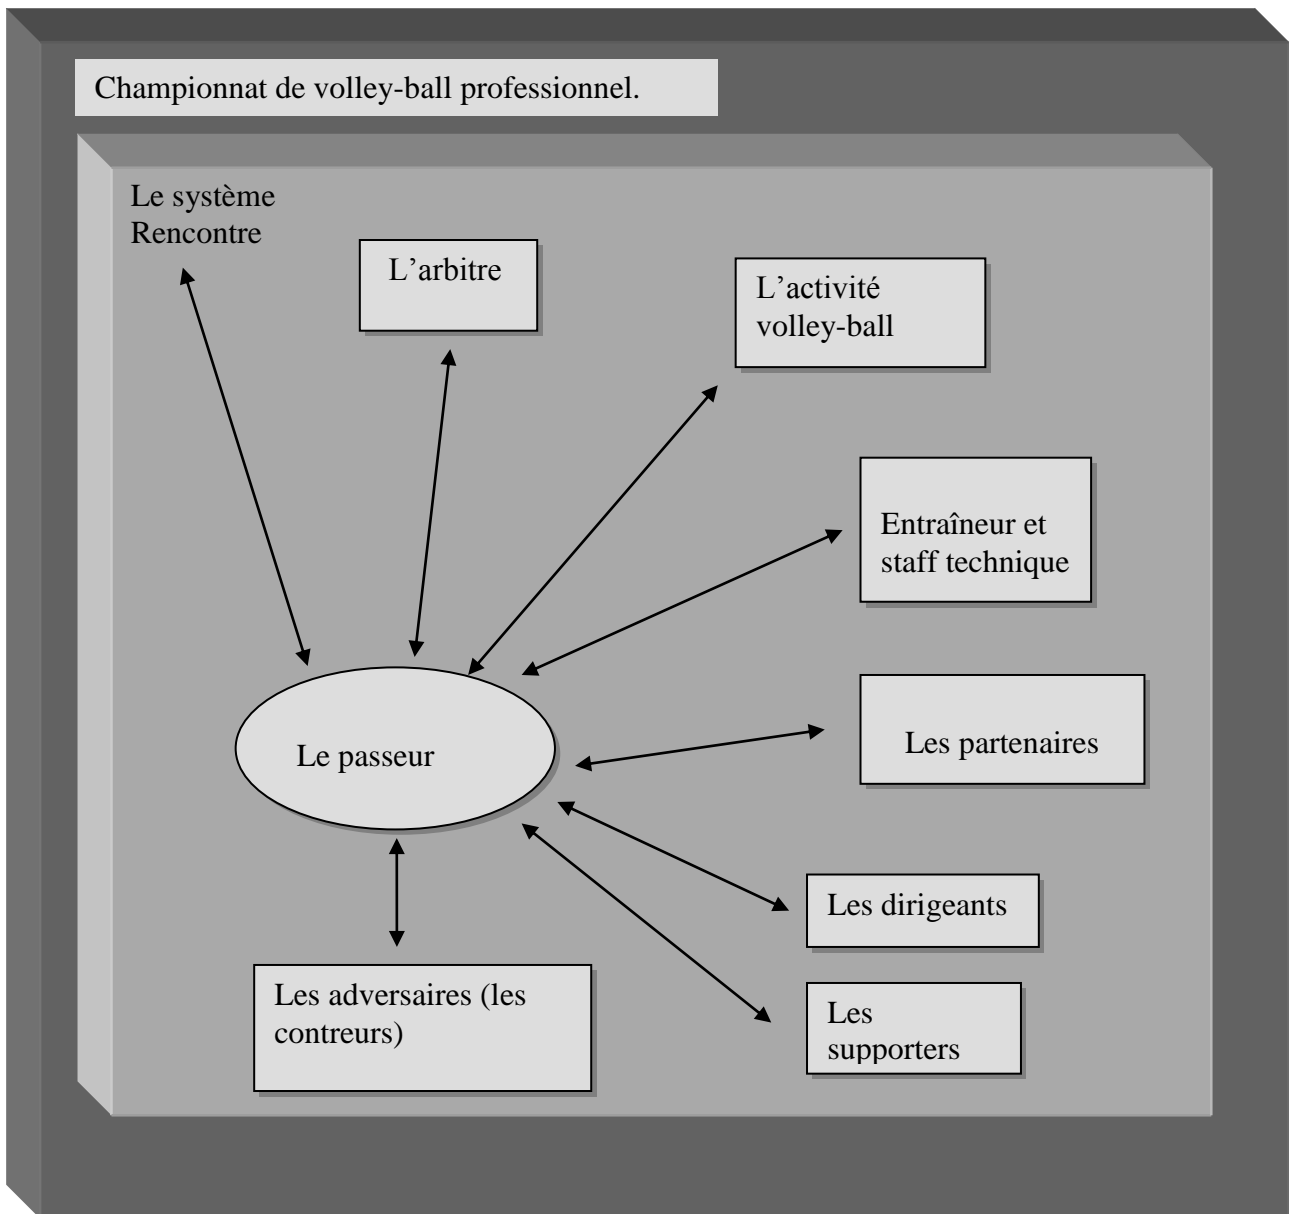 Championnat de volley-ball professionnel.
Le système
Rencontre
L’arbitre
L’activité
volley-ball
Entraîneur et
staff technique
Les partenaires
Le passeur
Les dirigeants
Les adversaires (les
contreurs)
Les
supporters